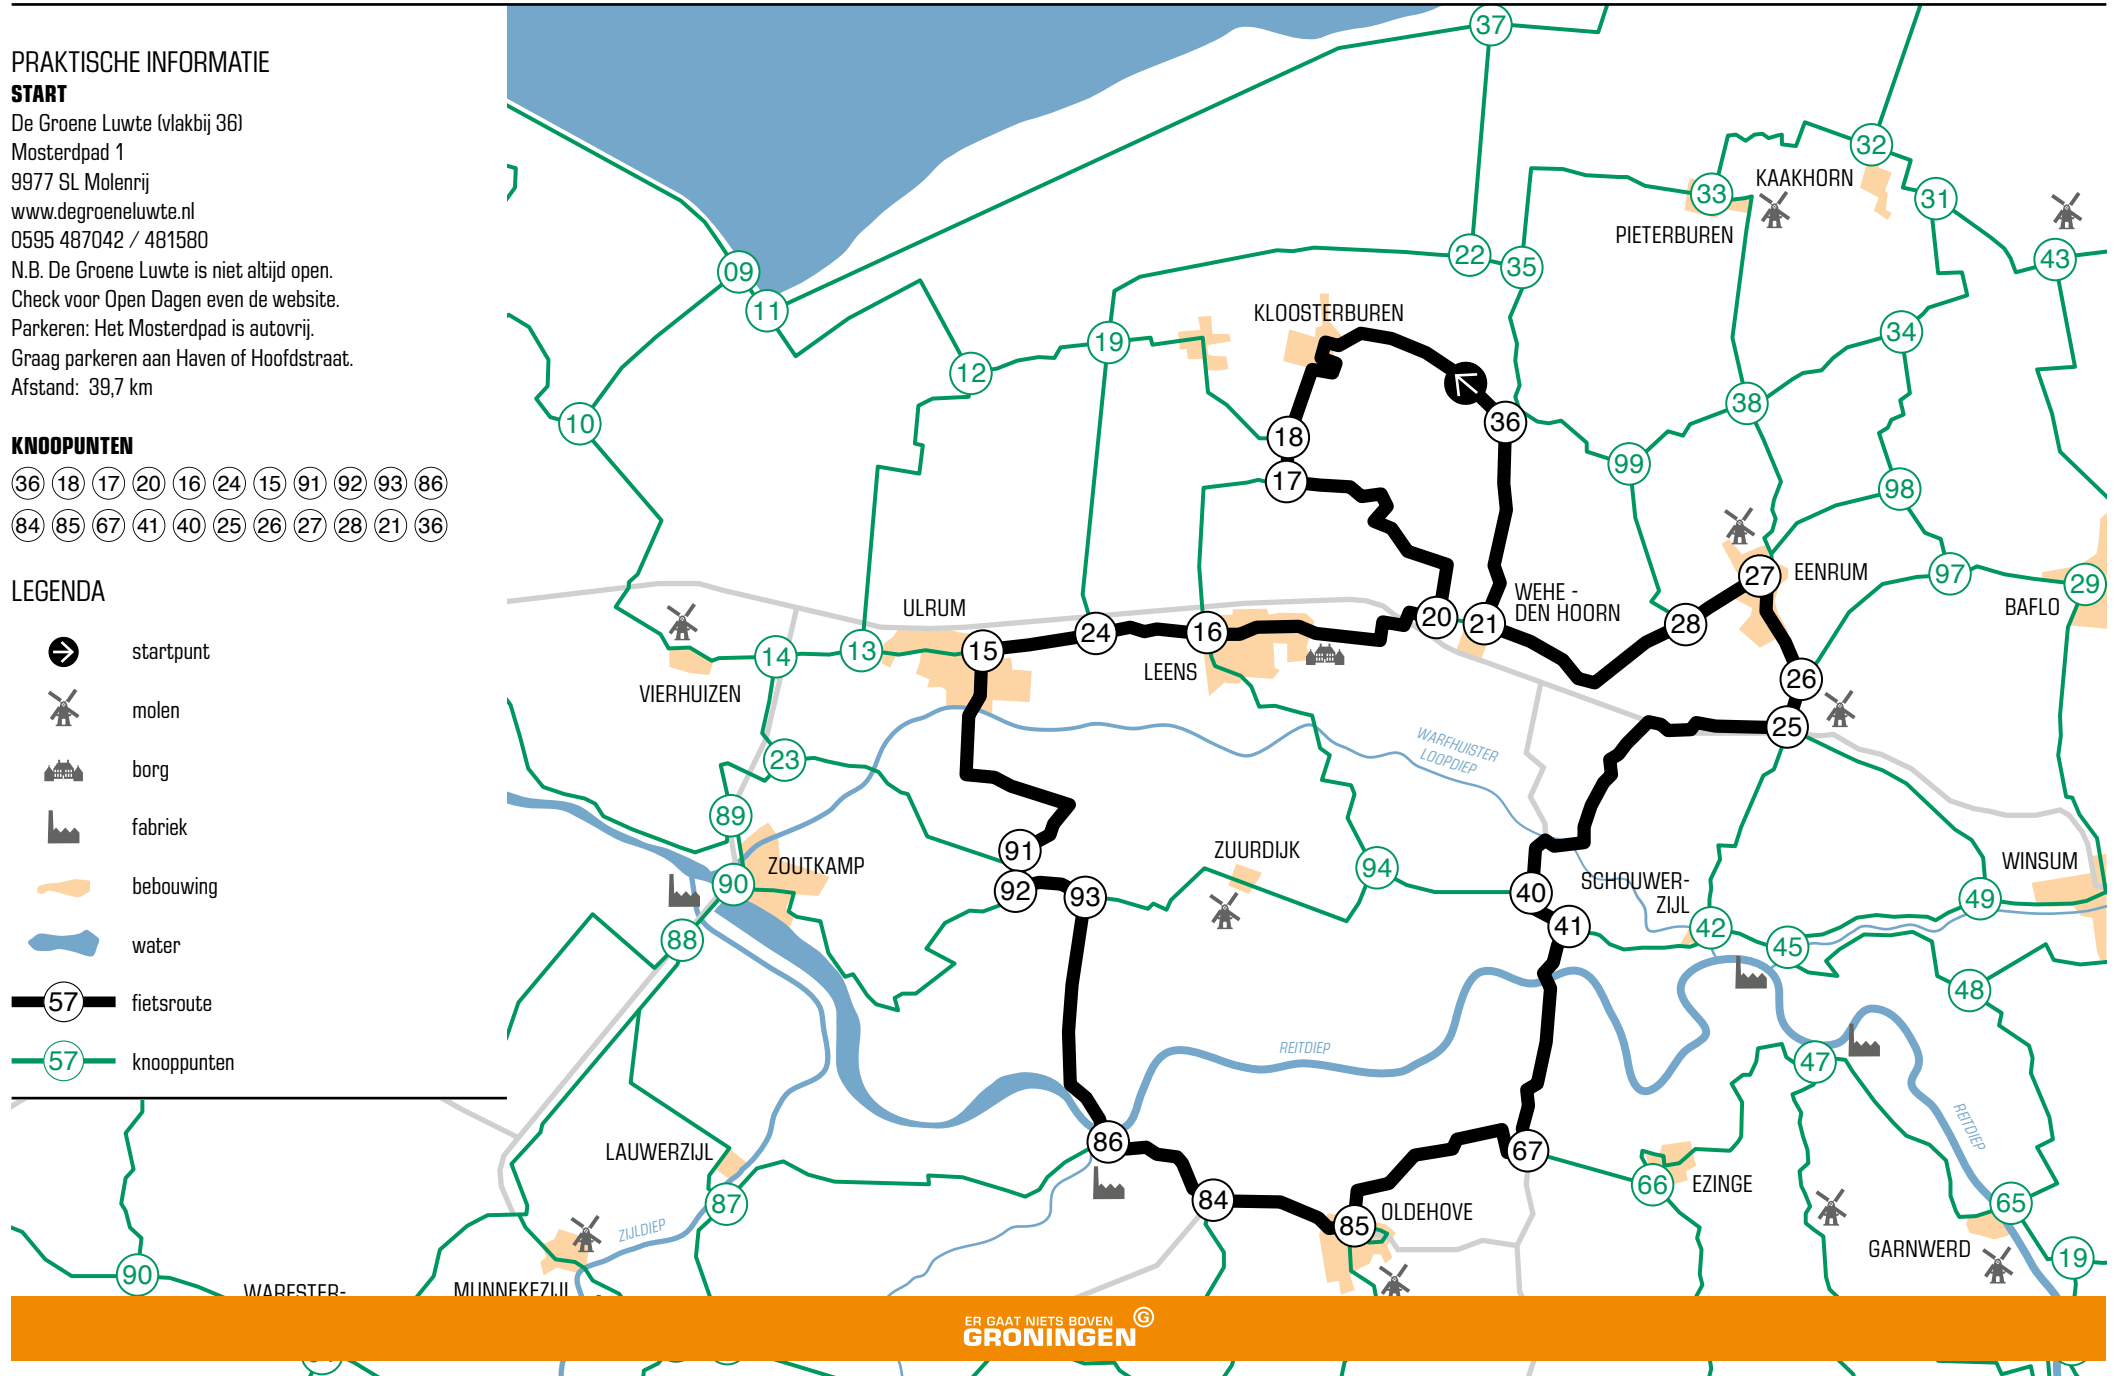 PRAKTISCHE INFORMATIE
START
De Groene Luwte (vlakbij 36)
Mosterdpad 1
9977 SL Molenrij
www.degroeneluwte.nl
0595 487042 / 481580
N.B. De Groene Luwte is niet altijd open.
Check voor Open Dagen even de website.
Parkeren: Het Mosterdpad is autovrij.
Graag parkeren aan Haven of Hoofdstraat.
Afstand: 39,7 km
KNOOPUNTEN
36 18 17 20 16 24 15 91 92 93 86
84 85 67 41 40 25 26 27 28 21 36
LEGENDA
startpunt
molen
borg
fabriek
bebouwing
water
57 fietsroute
57 knooppunten
37
32
KAAKHORN
33
31
PIETERBUREN
22
35
43
09
11
KLOOSTERBUREN
19
34
12
38
10
36
18
99
17
98
27
EENRUM
97
29
WEHE -
DEN HOORN
BAFLO
ULRUM
20
21
28
24
16
15
13
14
LEENS
VIERHUIZEN
26
25
WARFHUISTER
LOOPDIEP
23
89
91
ZUURDIJK
ZOUTKAMP
94
WINSUM
90
92
93
40
SCHOUWER-
ZIJL
49
41
42
45
88
48
REITDIEP
47
REITDIEP
86
LAUWERZIJL
67
66
EZINGE
87
84
85
OLDEHOVE
65
ZIJLDIEP
GARNWERD
19
90
WARFSTER-
MUNNEKEZIJL
ER GAAT NIETS BOVEN
GRONINGEN G